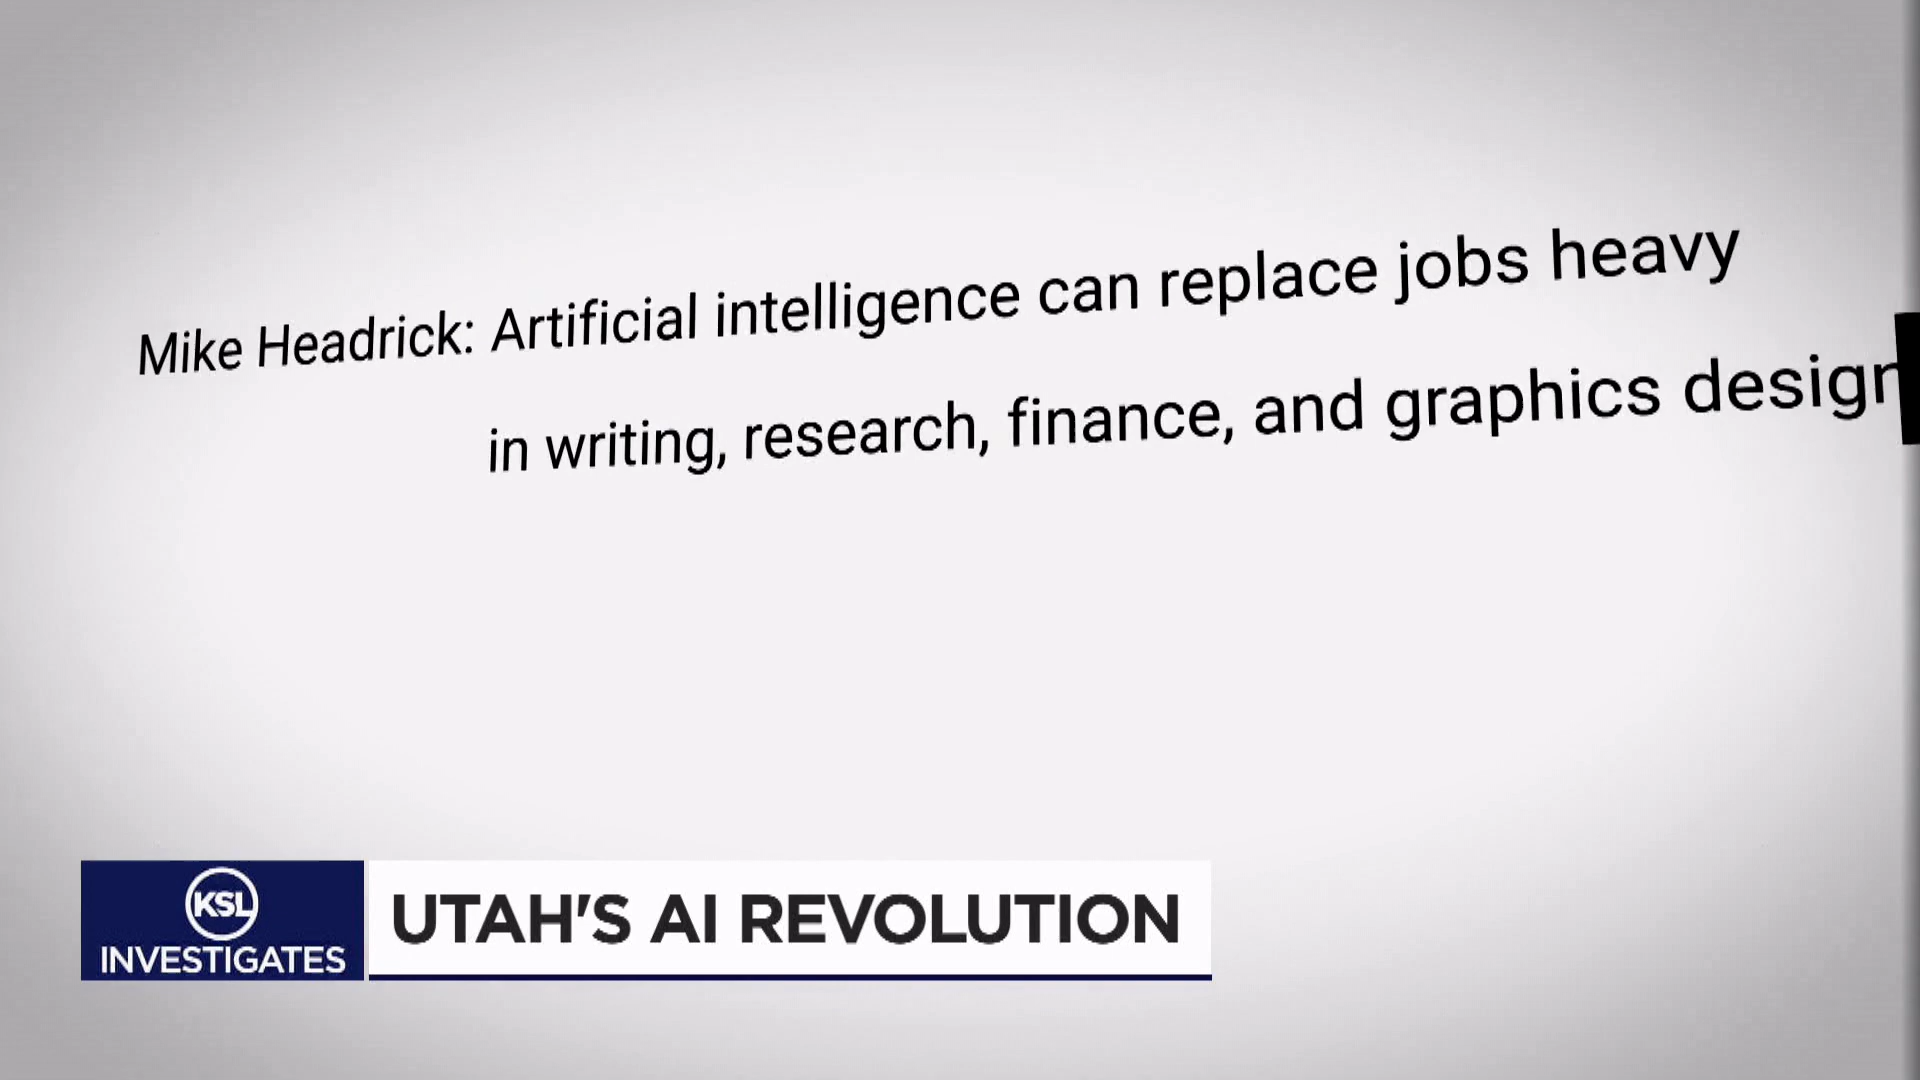 Mike Headrick: Artificial intelligence can replace jobs heavy
in writing, research, finance, and graphics design
KSL
INVESTIGATES
UTAH'S AI REVOLUTION